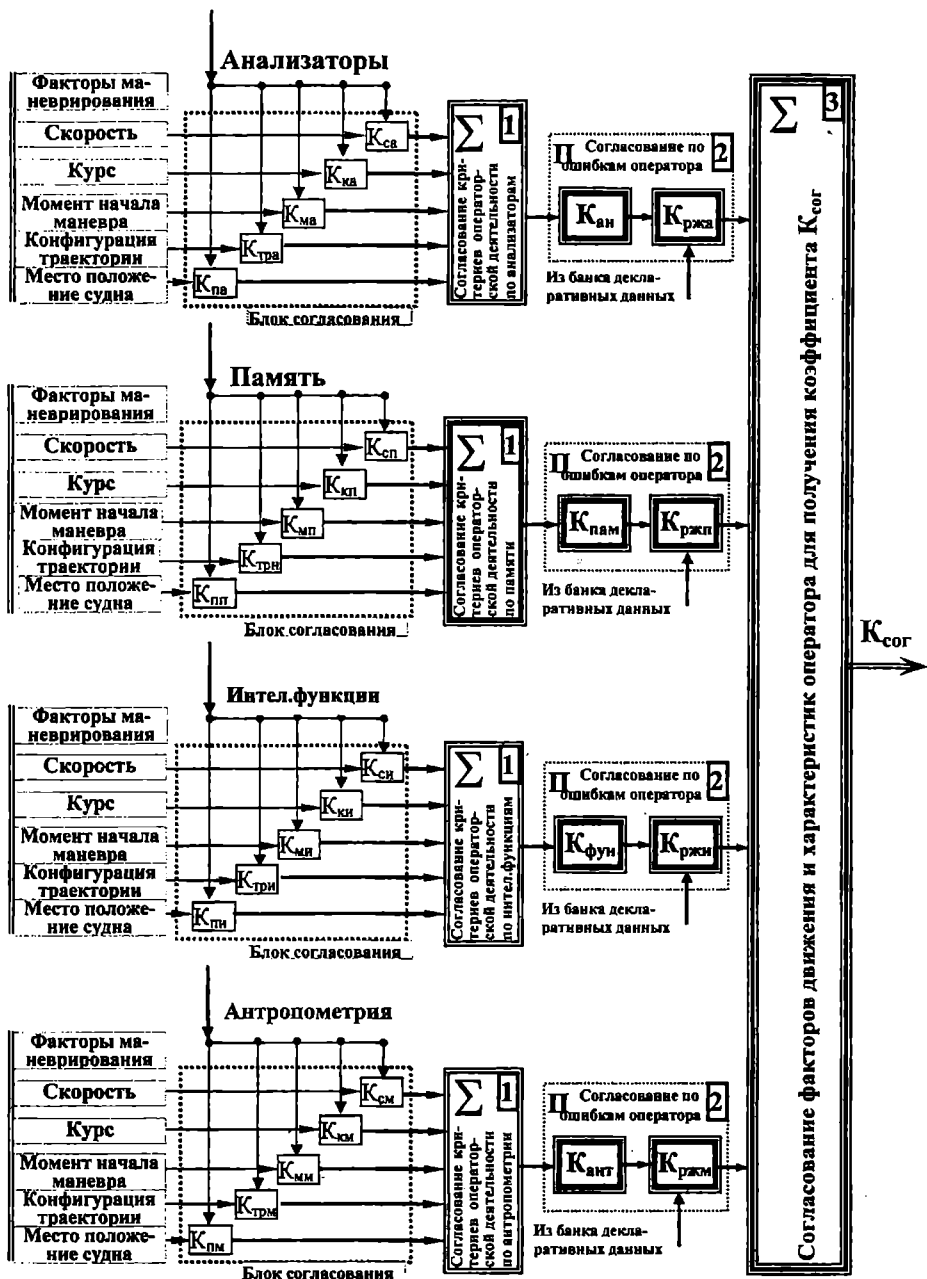 Анализаторы
Факторы ма-
неврирования
Скорость
Курс
Момент начала
маневра
Конфигурация
траектории
Место положе-
ние судна
Kса
Kка
Kма
Kтра
Kпа
Блок согласования
∑ 1
Согласование кри-
териев оператор-
ской деятельности
по анализаторам
П Согласование по 2
ошибкам оператора
Kан
Kржа
Из банка декла-
ративных данных
Память
Факторы ма-
неврирования
Скорость
Курс
Момент начала
маневра
Конфигурация
траектории
Место положе-
ние судна
Kсп
Kкп
Kмп
Kтрн
Kпп
Блок согласования
∑ 1
Согласование кри-
териев оператор-
ской деятельности
по памяти
П Согласование по 2
ошибкам оператора
Kпам
Kржп
Из банка декла-
ративных данных
Интел.функции
Факторы ма-
неврирования
Скорость
Курс
Момент начала
маневра
Конфигурация
траектории
Место положе-
ние судна
Kси
Kки
Kми
Kтри
Kпи
Блок согласования
∑ 1
Согласование кри-
териев оператор-
ской деятельности
по интел.функциям
П Согласование по 2
ошибкам оператора
Kфун
Kржи
Из банка декла-
ративных данных
Антропометрия
Факторы ма-
неврирования
Скорость
Курс
Момент начала
маневра
Конфигурация
траектории
Место положе-
ние судна
Kсм
Kкм
Kмм
Kтрм
Kпм
Блок согласования
∑ 1
Согласование кри-
териев оператор-
ской деятельности
по антропометрии
П Согласование по 2
ошибкам оператора
Kант
Kржм
Из банка декла-
ративных данных
∑ 3
Согласование факторов движения и характеристик оператора для получения коэффициента Kсог
Kсог